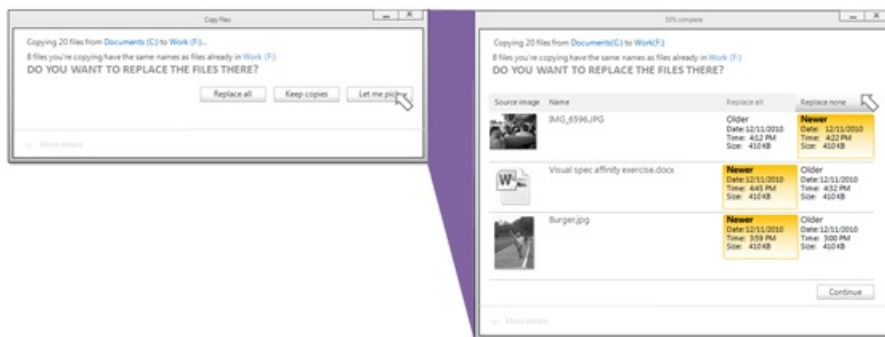 Copy files
Copying 20 files from Documents (C:) to Work (F:)...
8 files you're copying have the same names as files already in Work (F:)
DO YOU WANT TO REPLACE THE FILES THERE?
Replace all
Keep copies
Let me pick
More details...
33% complete
Copying 20 files from Documents(C:) to Work(F:)
8 files you're copying have the same names as files already in Work (F:)
DO YOU WANT TO REPLACE THE FILES THERE?
Source image Name Replace all Replace none
IMG_6596.JPG
Older
Date: 12/11/2010
Time: 4:12 PM
Size: 410 KB
Newer
Date: 12/11/2010
Time: 4:22 PM
Size: 410 KB
Visual spec affinity exercise.docx
Newer
Date: 12/11/2010
Time: 4:45 PM
Size: 410 KB
Older
Date: 12/11/2010
Time: 4:32 PM
Size: 410 KB
Burger.jpg
Newer
Date: 12/11/2010
Time: 3:59 PM
Size: 410 KB
Older
Date: 12/11/2010
Time: 3:00 PM
Size: 410 KB
Continue
More details